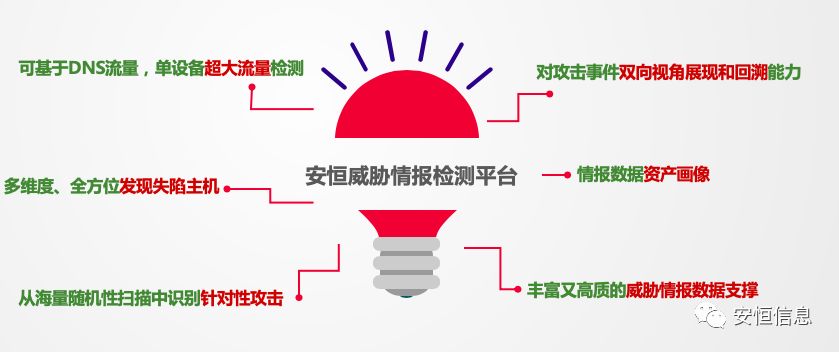 可基于DNS流量，单设备超大流量检测
对攻击事件双向视角展现和回溯能力
安恒威胁情报检测平台
情报数据资产画像
多维度、全方位发现失陷主机
从海量随机性扫描中识别针对性攻击
丰富又高质的威胁情报数据支撑
安恒信息